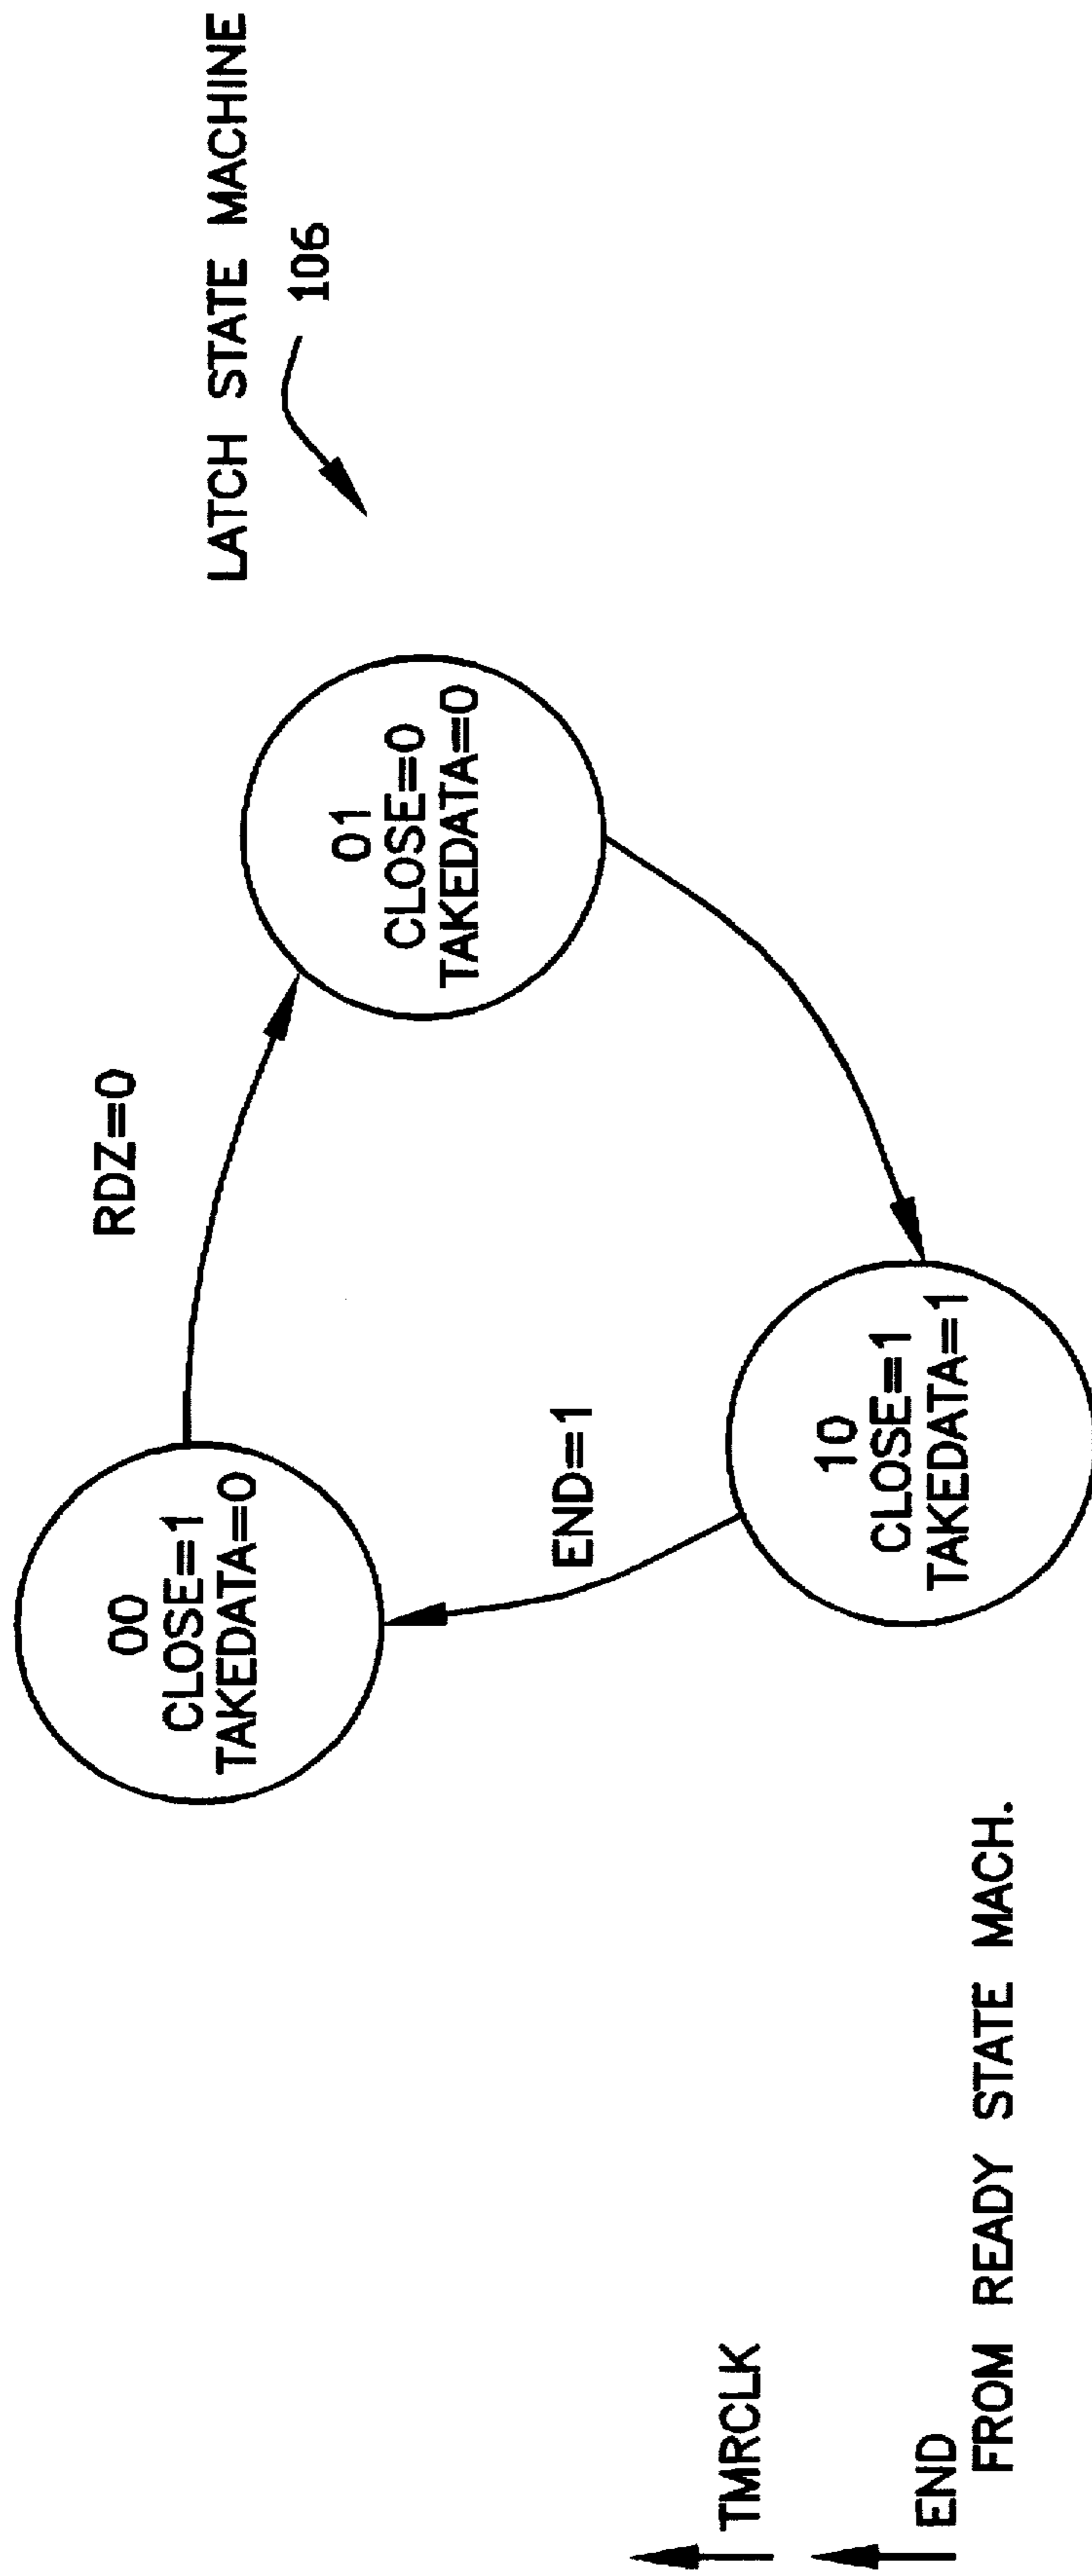 LATCH STATE MACHINE
106
RDZ=0
00
CLOSE=1
TAKEDATA=0
01
CLOSE=0
TAKEDATA=0
END=1
10
CLOSE=1
TAKEDATA=1
TMRCLK
END
FROM READY STATE MACH.